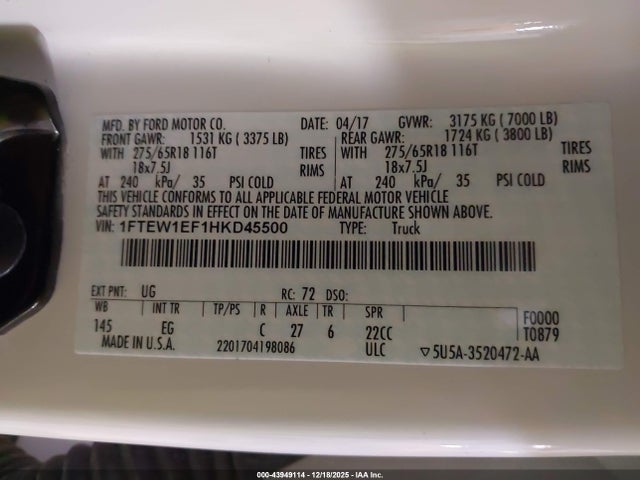 MFD. BY FORD MOTOR CO. DATE: 04/17 GVWR: 3175 KG (7000 LB)
FRONT GAWR: 1531 KG (3375 LB) REAR GAWR: 1724 KG (3800 LB)
WITH 275/65R18 116T TIRES WITH 275/65R18 116T TIRES
18x7.5J RIMS 18x7.5J RIMS
AT 240 kPa/ 35 PSI COLD AT 240 kPa/ 35 PSI COLD
THIS VEHICLE CONFORMS TO ALL APPLICABLE FEDERAL MOTOR VEHICLE
SAFETY STANDARDS IN EFFECT ON THE DATE OF MANUFACTURE SHOWN ABOVE.
VIN: 1FTEW1EF1HKD45500 TYPE: Truck
EXT PNT: UG RC: 72 DSO:
WB INT TR TP/PS R AXLE TR SPR F0000
145 EG C 27 6 22CC T0879
MADE IN U.S.A. 2201704198086 ULC ▽5U5A-3520472-AA
000-43949114 - 12/18/2025 - IAA Inc.